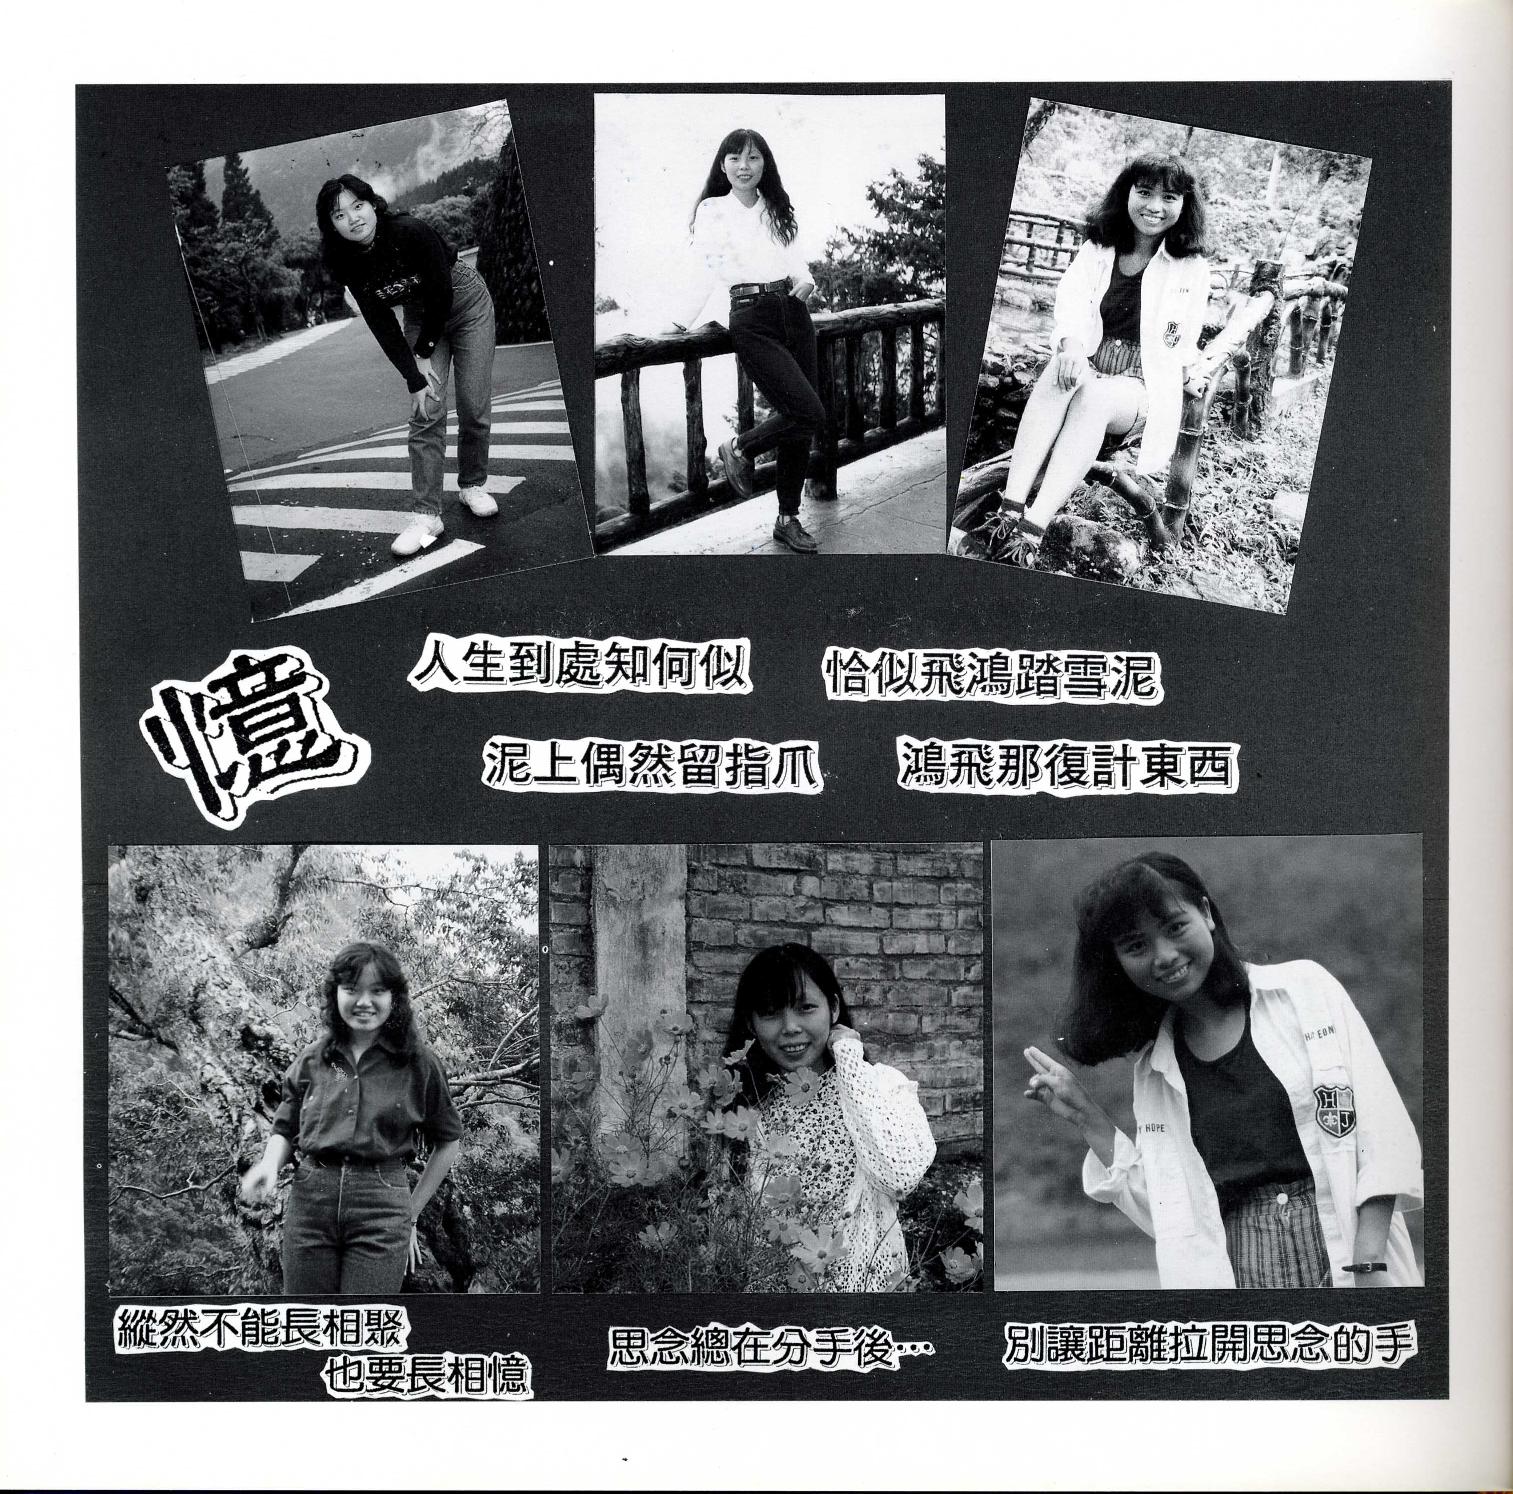 憶
人生到處知何似
恰似飛鴻踏雪泥
泥上偶然留指爪
鴻飛那復計東西
HOPE
H
J
縱然不能長相聚
也要長相憶
思念總在分手後…
別讓距離拉開思念的手